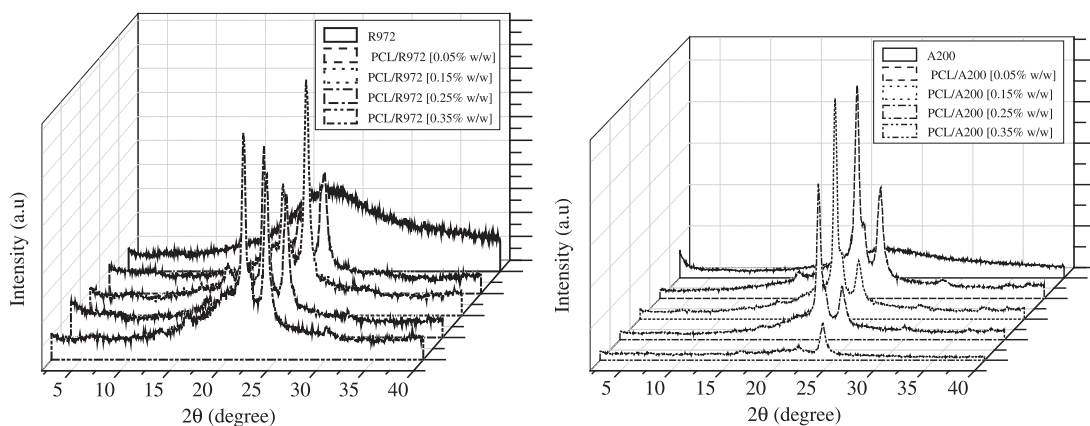 R972
PCL/R972 [0.05% w/w]
PCL/R972 [0.15% w/w]
PCL/R972 [0.25% w/w]
PCL/R972 [0.35% w/w]
Intensity (a.u)
5 10 15 20 25 30 35 40
2θ (degree)
A200
PCL/A200 [0.05% w/w]
PCL/A200 [0.15% w/w]
PCL/A200 [0.25% w/w]
PCL/A200 [0.35% w/w]
Intensity (a.u)
5 10 15 20 25 30 35 40
2θ (degree)